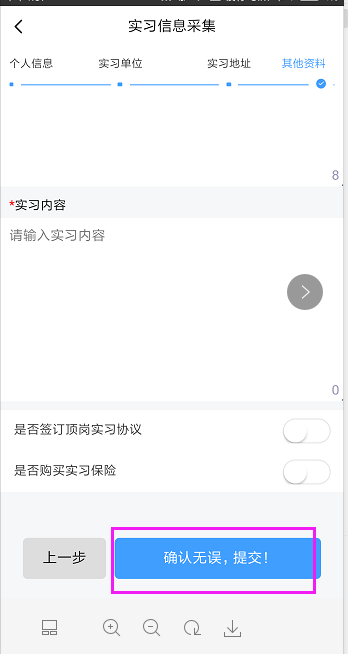 实习信息采集
个人信息 实习单位 实习地址 其他资料
8
*实习内容
请输入实习内容
0
是否签订顶岗实习协议
是否购买实习保险
上一步 确认无误，提交！